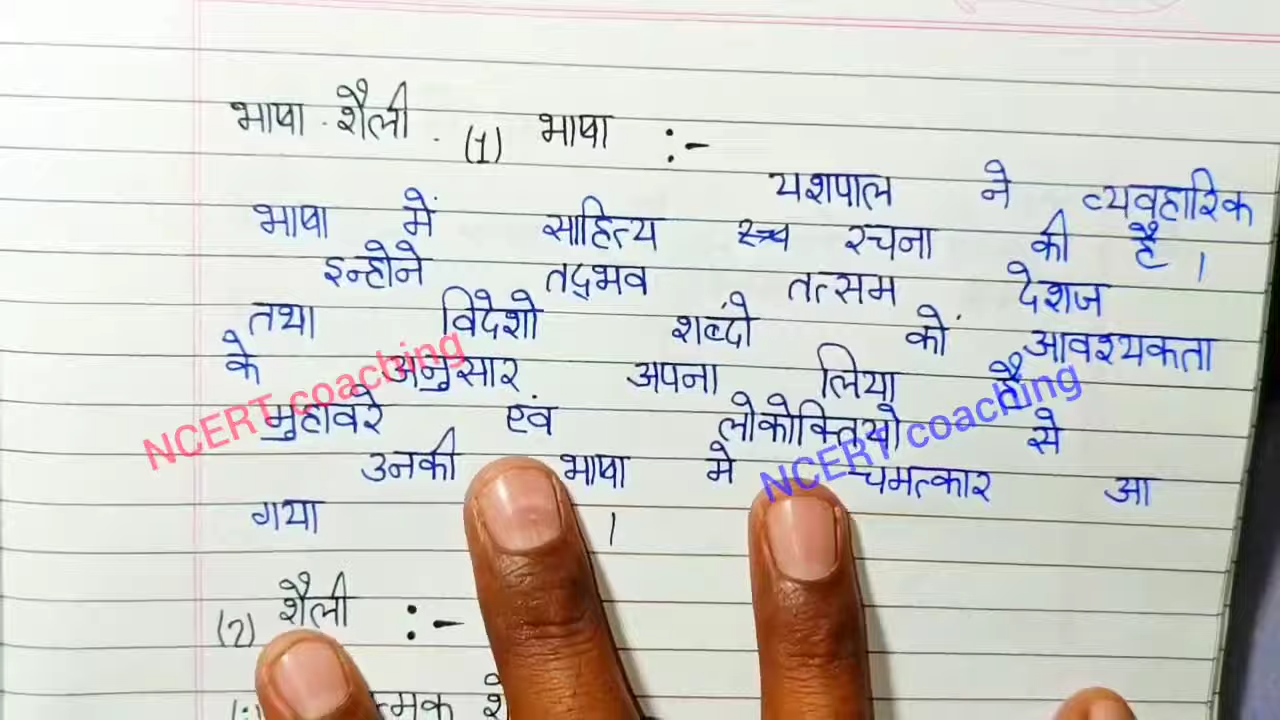 भाषा शैली . (1) भाषा :-
यशपाल ने व्यवहारिक
भाषा में साहित्य रचना की है ।
इन्होने तद्भव तत्सम देशज
तथा विदेशो शब्दो कों आवश्यकता
के अनुसार अपना लिया है
मुहावरे एवं लोकोक्तियो से
उनकी भाषा मे चमत्कार आ
गया ।
(2) शैली :-
NCERT coaching
NCERT coaching